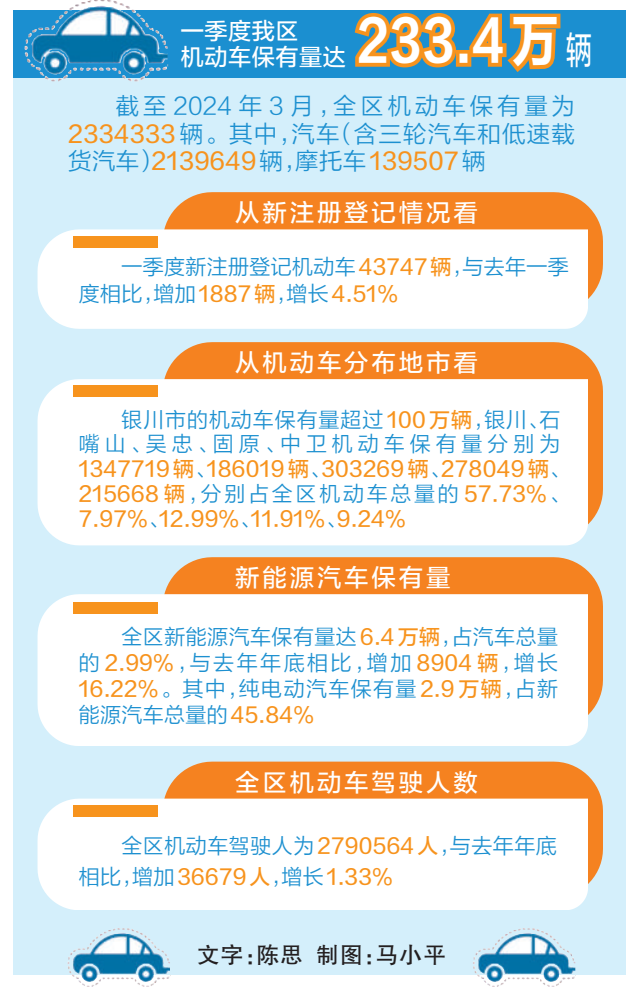 一季度我区
机动车保有量达 233.4万辆
截至2024年3月,全区机动车保有量为
2334333辆。其中,汽车(含三轮汽车和低速载
货汽车)2139649辆,摩托车139507辆
从新注册登记情况看
一季度新注册登记机动车43747辆,与去年一季
度相比,增加1887辆,增长4.51%
从机动车分布地市看
银川市的机动车保有量超过100万辆,银川、石
嘴山、吴忠、固原、中卫机动车保有量分别为
1347719辆、186019辆、303269辆、278049辆、
215668辆,分别占全区机动车总量的57.73%、
7.97%、12.99%、11.91%、9.24%
新能源汽车保有量
全区新能源汽车保有量达6.4万辆,占汽车总量
的2.99%,与去年年底相比,增加8904辆,增长
16.22%。其中,纯电动汽车保有量2.9万辆,占新
能源汽车总量的45.84%
全区机动车驾驶人数
全区机动车驾驶人为2790564人,与去年年底
相比,增加36679人,增长1.33%
文字:陈思 制图:马小平